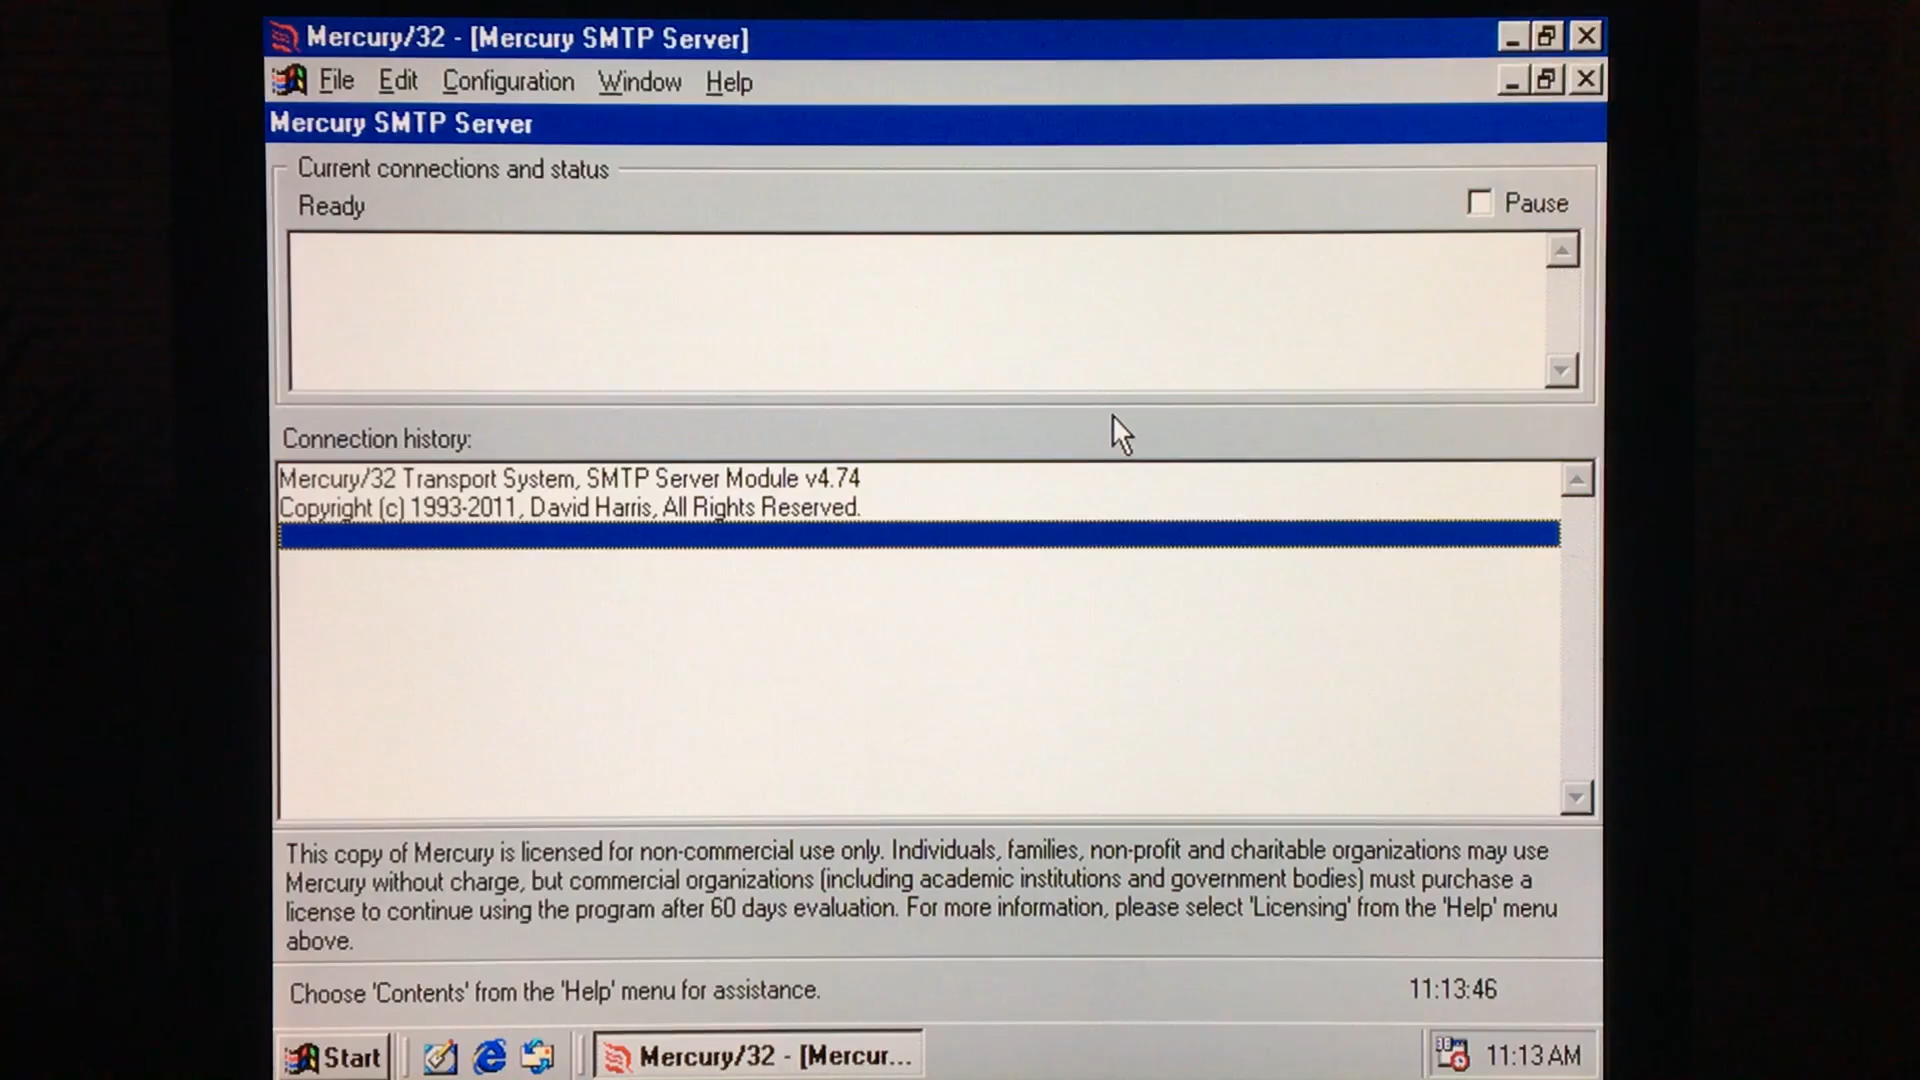 Mercury/32 - [Mercury SMTP Server]
File Edit Configuration Window Help
Mercury SMTP Server
Current connections and status
Ready
Pause
Connection history:
Mercury/32 Transport System, SMTP Server Module v4.74
Copyright (c) 1993-2011, David Harris, All Rights Reserved.
This copy of Mercury is licensed for non-commercial use only. Individuals, families, non-profit and charitable organizations may use
Mercury without charge, but commercial organizations (including academic institutions and government bodies) must purchase a
license to continue using the program after 60 days evaluation. For more information, please select 'Licensing' from the 'Help' menu
above.
Choose 'Contents' from the 'Help' menu for assistance.
11:13:46
Start
Mercury/32 - [Mercur...
11:13 AM